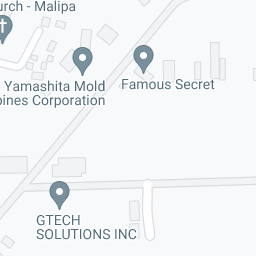 urch - Malipa
Yamashita Mold
pines Corporation
Famous Secret
GTECH
SOLUTIONS INC